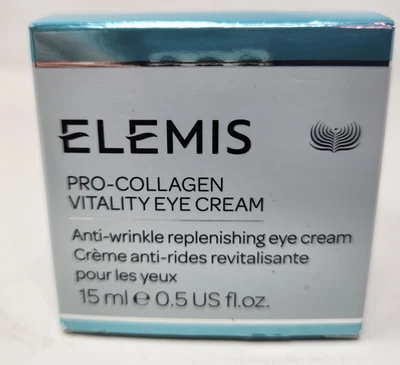 ELEMIS
PRO-COLLAGEN
VITALITY EYE CREAM
Anti-wrinkle replenishing eye cream
Crème anti-rides revitalisante
pour les yeux
15 ml ℮ 0.5 US fl.oz.